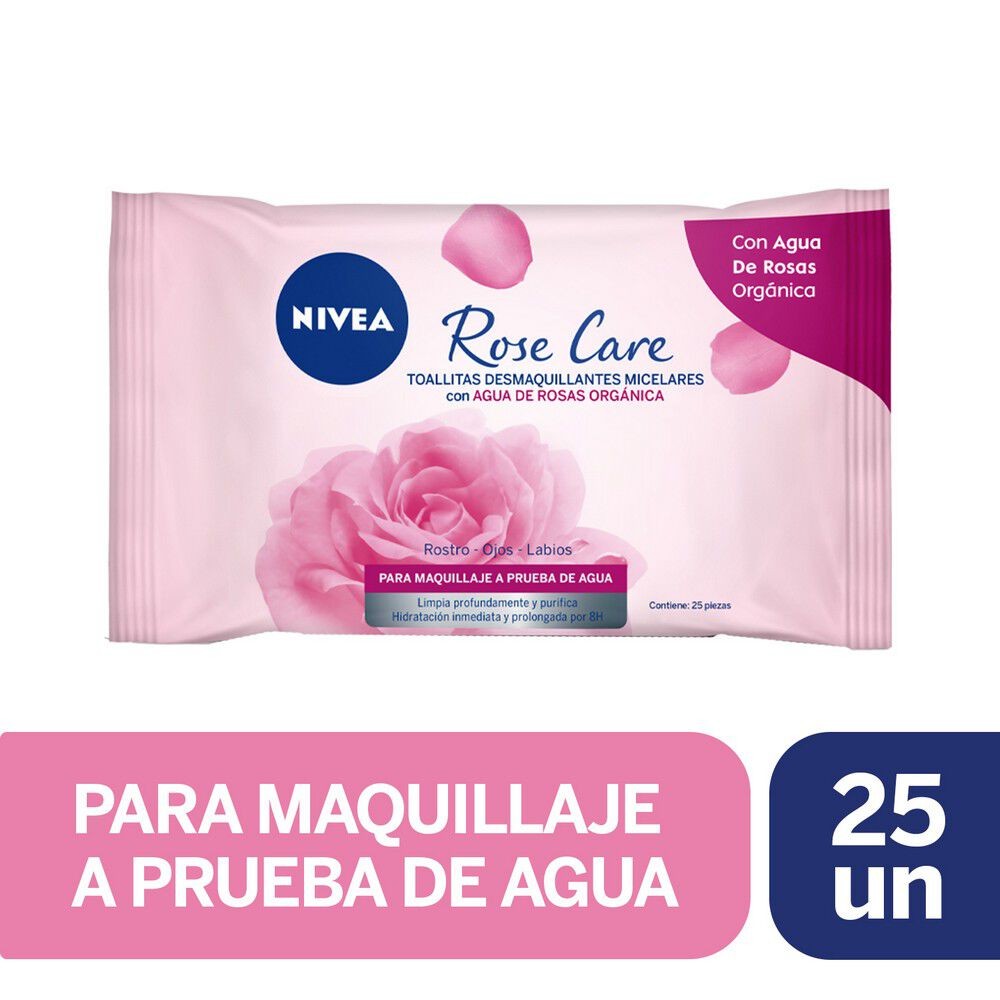 NIVEA
Rose Care
TOALLITAS DESMAQUILLANTES MICELARES
con AGUA DE ROSAS ORGÁNICA
Con Agua
De Rosas
Orgánica
Rostro - Ojos - Labios
PARA MAQUILLAJE A PRUEBA DE AGUA
Limpia profundamente y purifica
Hidratación inmediata y prolongada por 8H
Contiene: 25 piezas
PARA MAQUILLAJE
A PRUEBA DE AGUA
25
un